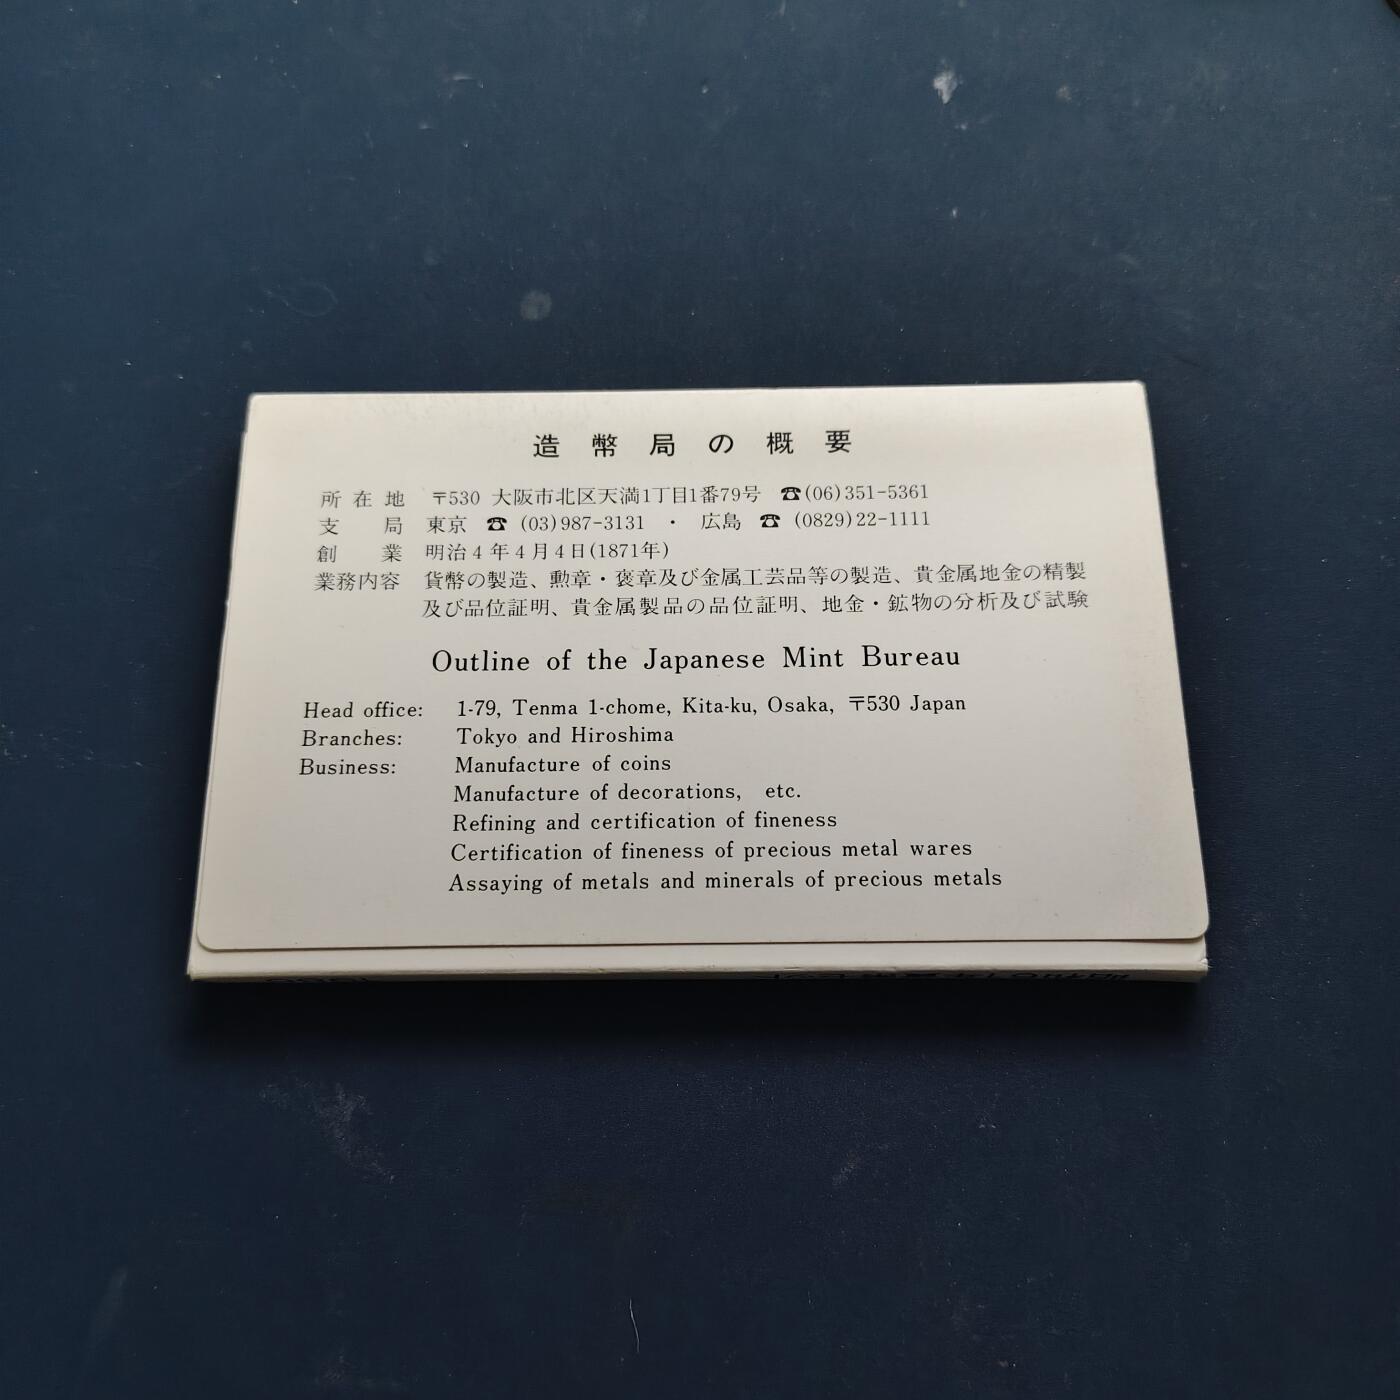 造幣局の概要
所在地 〒530 大阪市北区天満1丁目1番79号 ☎(06)351-5361
支局 東京 ☎ (03)987-3131 ・ 広島 ☎ (0829)22-1111
創業 明治4年4月4日(1871年)
業務内容 貨幣の製造、勲章・褒章及び金属工芸品等の製造、貴金属地金の精製
及び品位証明、貴金属製品の品位証明、地金・鉱物の分析及び試験
Outline of the Japanese Mint Bureau
Head office: 1-79, Tenma 1-chome, Kita-ku, Osaka, 〒530 Japan
Branches: Tokyo and Hiroshima
Business: Manufacture of coins
Manufacture of decorations, etc.
Refining and certification of fineness
Certification of fineness of precious metal wares
Assaying of metals and minerals of precious metals